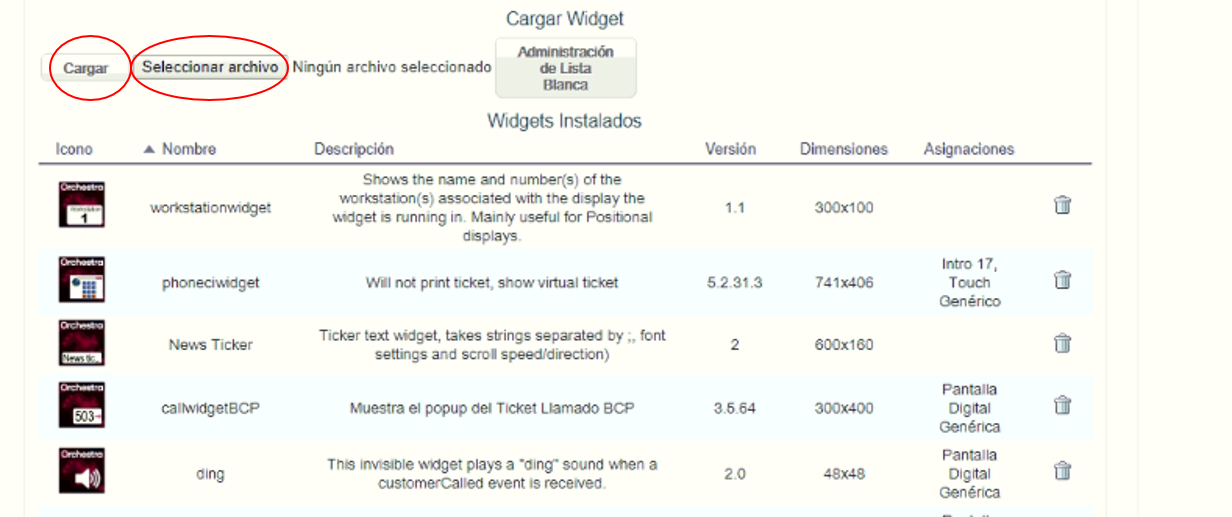 Cargar Widget
Cargar Seleccionar archivo Ningún archivo seleccionado Administración
de Lista
Blanca
Widgets Instalados
Icono Nombre Descripción Versión Dimensiones Asignaciones
Orchestra
1
workstationwidget
Shows the name and number(s) of the
workstation(s) associated with the display the
widget is running in. Mainly useful for Positional
displays.
1.1
300x100
Orchestra
phoneciwidget
Will not print ticket, show virtual ticket
5.2.31.3
741x406
Intro 17,
Touch
Genérico
Orchestra
News tic..
News Ticker
Ticker text widget, takes strings separated by ;, font
settings and scroll speed/direction)
2
600x160
Orchestra
503
callwidgetBCP
Muestra el popup del Ticket Llamado BCP
3.5.64
300x400
Pantalla
Digital
Genérica
Orchestra
ding
This invisible widget plays a "ding" sound when a
customerCalled event is received.
2.0
48x48
Pantalla
Digital
Genérica